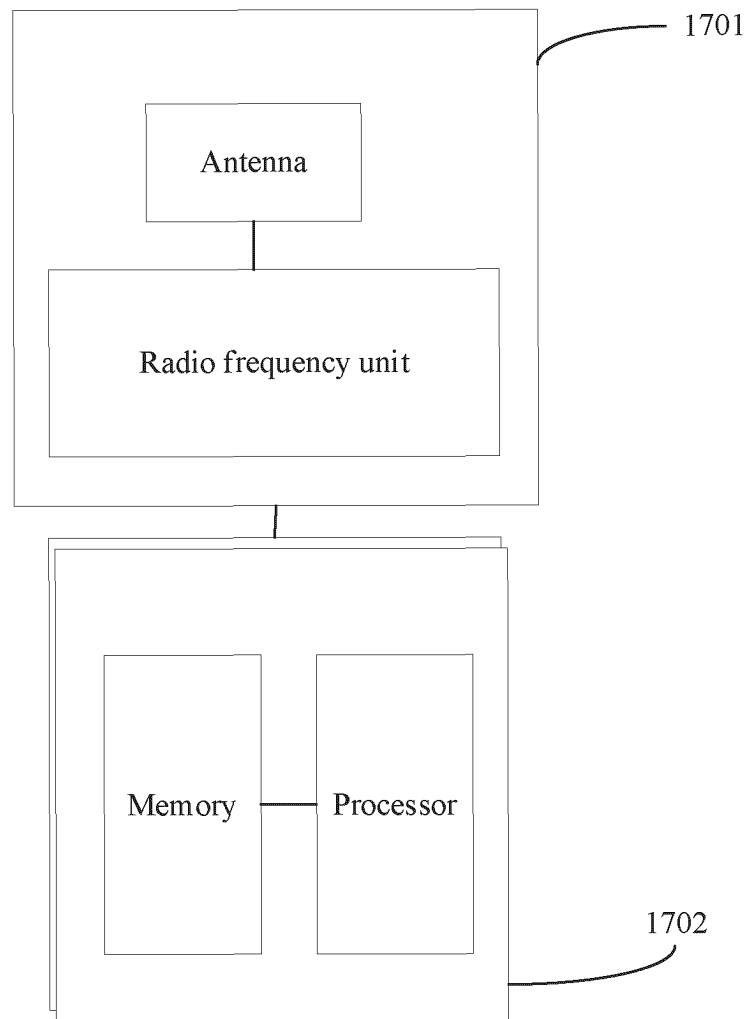 1701
Antenna
Radio frequency unit
Memory
Processor
1702